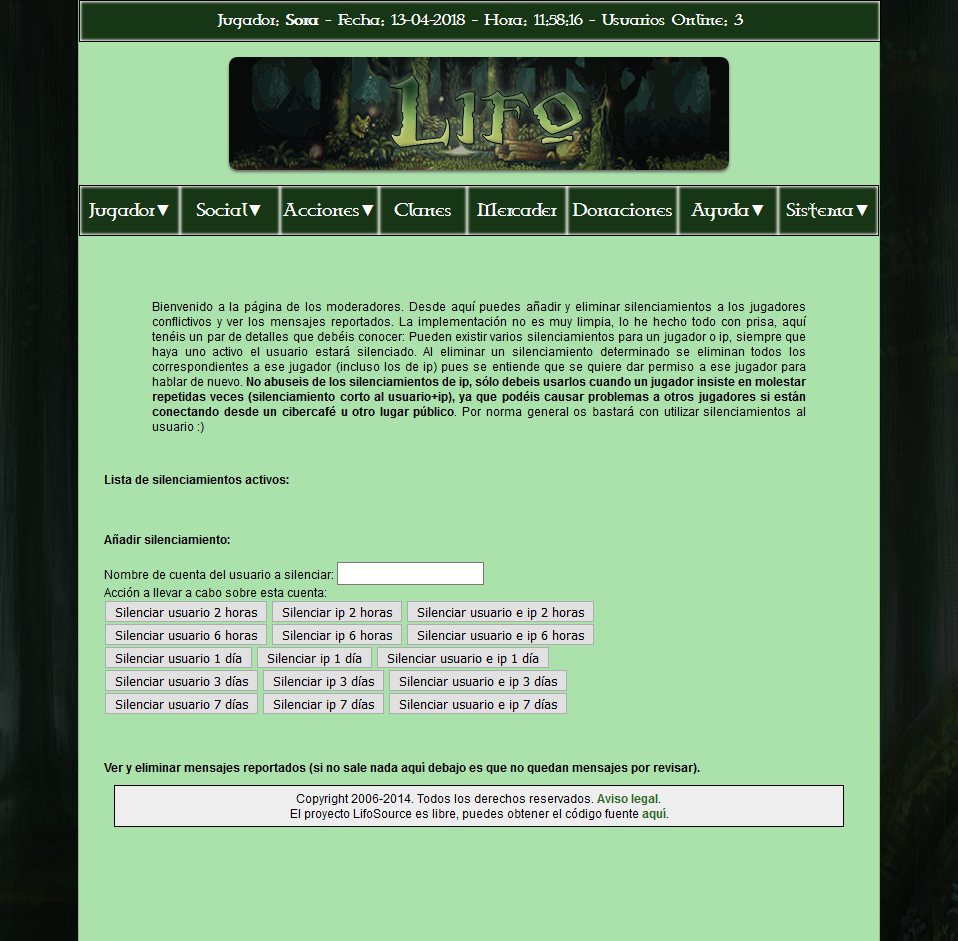 Jugador: Sora - Fecha: 13-04-2018 - Hora: 11:58:16 - Usuarios Online: 3
Lifo
Jugador▼ Social▼ Acciones▼ Clanes Mercader Donaciones Ayuda▼ Sistema▼
Bienvenido a la página de los moderadores. Desde aquí puedes añadir y eliminar silenciamientos a los jugadores
conflictivos y ver los mensajes reportados. La implementación no es muy limpia, lo he hecho todo con prisa, aquí
tenéis un par de detalles que debéis conocer: Pueden existir varios silenciamientos para un jugador o ip, siempre que
haya uno activo el usuario estará silenciado. Al eliminar un silenciamiento determinado se eliminan todos los
correspondientes a ese jugador (incluso los de ip) pues se entiende que se quiere dar permiso a ese jugador para
hablar de nuevo. No abuseis de los silenciamientos de ip, sólo debeis usarlos cuando un jugador insiste en molestar
repetidas veces (silenciamiento corto al usuario+ip), ya que podéis causar problemas a otros jugadores si están
conectando desde un cibercafé u otro lugar público. Por norma general os bastará con utilizar silenciamientos al
usuario :)
Lista de silenciamientos activos:
Añadir silenciamiento:
Nombre de cuenta del usuario a silenciar:
Acción a llevar a cabo sobre esta cuenta:
Silenciar usuario 2 horas Silenciar ip 2 horas Silenciar usuario e ip 2 horas
Silenciar usuario 6 horas Silenciar ip 6 horas Silenciar usuario e ip 6 horas
Silenciar usuario 1 día Silenciar ip 1 día Silenciar usuario e ip 1 día
Silenciar usuario 3 días Silenciar ip 3 días Silenciar usuario e ip 3 días
Silenciar usuario 7 días Silenciar ip 7 días Silenciar usuario e ip 7 días
Ver y eliminar mensajes reportados (si no sale nada aquí debajo es que no quedan mensajes por revisar).
Copyright 2006-2014. Todos los derechos reservados. Aviso legal.
El proyecto LifoSource es libre, puedes obtener el código fuente aquí.